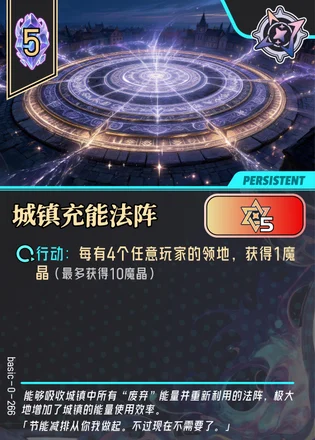 5
PERSISTENT
城镇充能法阵
5
行动：每有4个任意玩家的领地，获得1魔
晶（最多获得10魔晶）
basic-0-266
能够吸收城镇中所有“废弃”能量并重新利用的法阵，极大
地增加了城镇的能量使用效率。
「节能减排从你我做起。不过现在不需要了。」